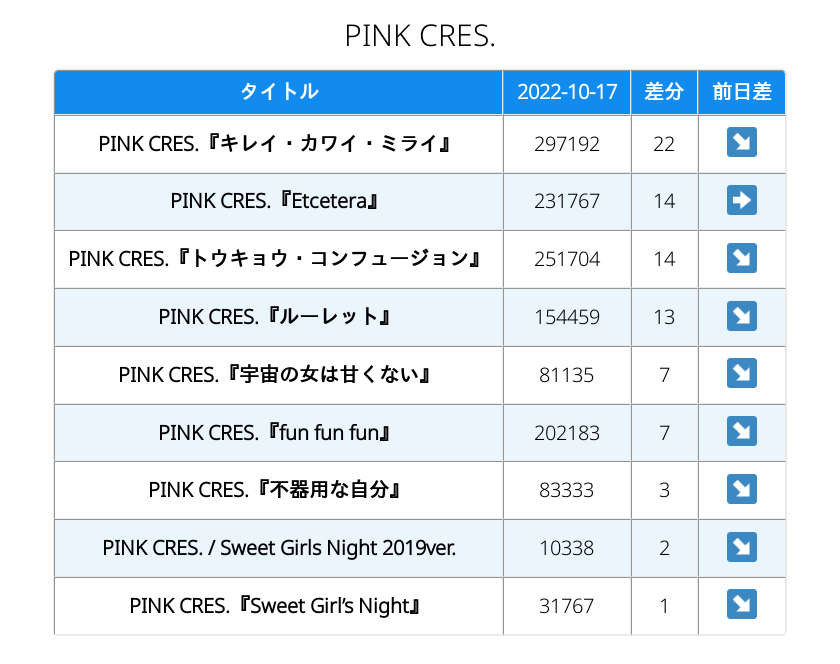 PINK CRES.
タイトル 2022-10-17 差分 前日差
PINK CRES.『キレイ・カワイ・ミライ』 297192 22 ↘
PINK CRES.『Etcetera』 231767 14 ➡
PINK CRES.『トウキョウ・コンフュージョン』 251704 14 ↘
PINK CRES.『ルーレット』 154459 13 ↘
PINK CRES.『宇宙の女は甘くない』 81135 7 ↘
PINK CRES.『fun fun fun』 202183 7 ↘
PINK CRES.『不器用な自分』 83333 3 ↘
PINK CRES. / Sweet Girls Night 2019ver. 10338 2 ↘
PINK CRES.『Sweet Girl’s Night』 31767 1 ↘